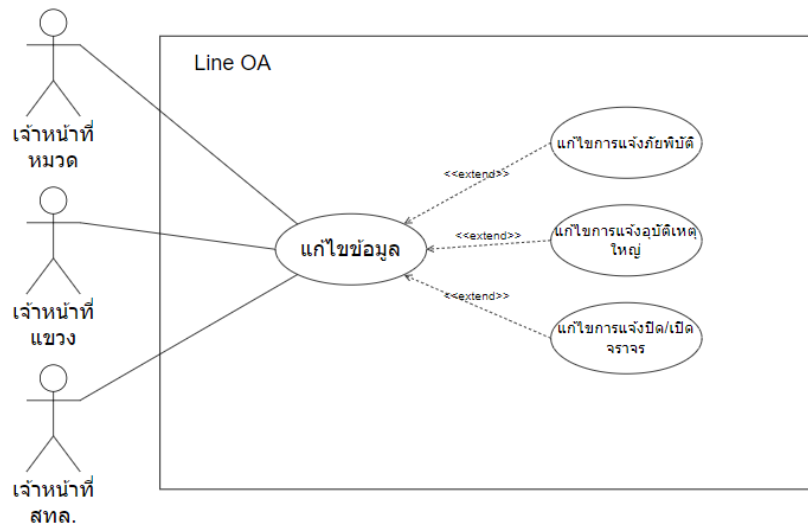 Line OA
เจ้าหน้าที่
หมวด
เจ้าหน้าที่
แขวง
เจ้าหน้าที่
สทล.
แก้ไขข้อมูล
<<extend>>
<<extend>>
<<extend>>
แก้ไขการแจ้งภัยพิบัติ
แก้ไขการแจ้งอุบัติเหตุ
ใหญ่
แก้ไขการแจ้งปิด/เปิด
จราจร